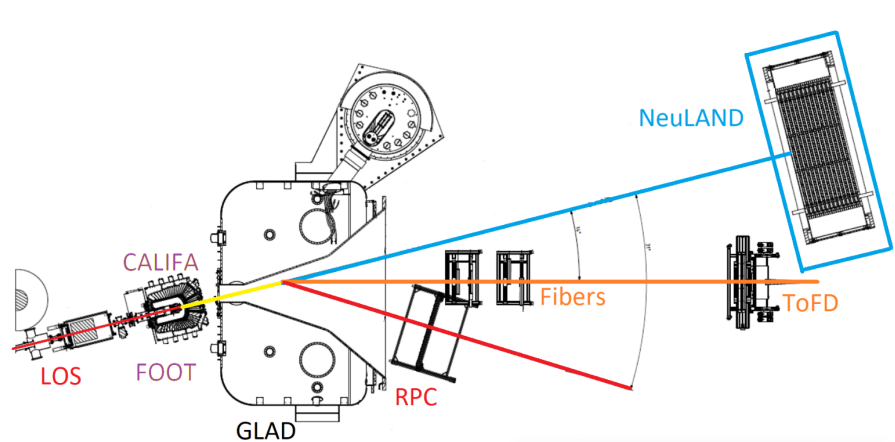 NeuLAND
CALIFA
Fibers
ToFD
LOS
FOOT
RPC
GLAD